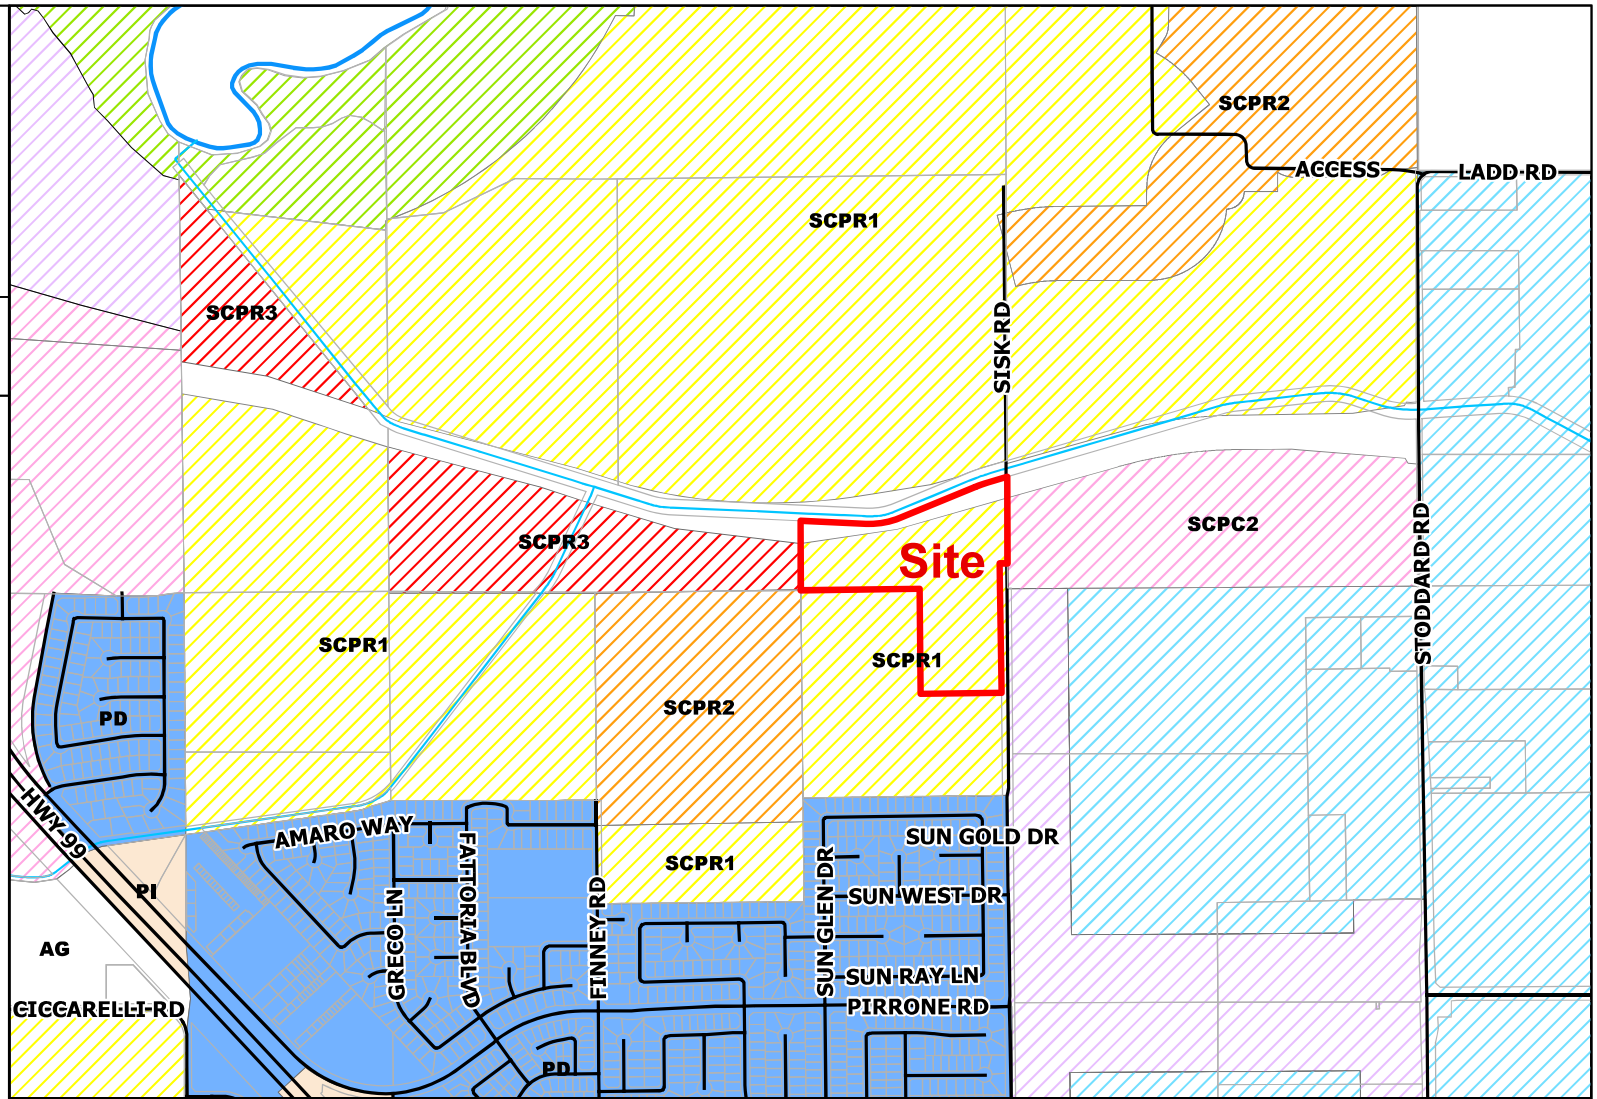 SCPR2
ACCESS
LADD RD
SCPR1
SCPR3
SISK RD
SCPC2
STODDARD RD
SCPR3
Site
SCPR1
SCPR1
SCPR2
PD
HWY 99
AMARO WAY
SUN GOLD DR
SCPR1
PI
SUN WEST DR
GRECO LN
FATTORIA BLVD
FINNEY RD
SUN GLEN DR
AG
SUN RAY LN
CICCARELLI RD
PIRRONE RD
PD